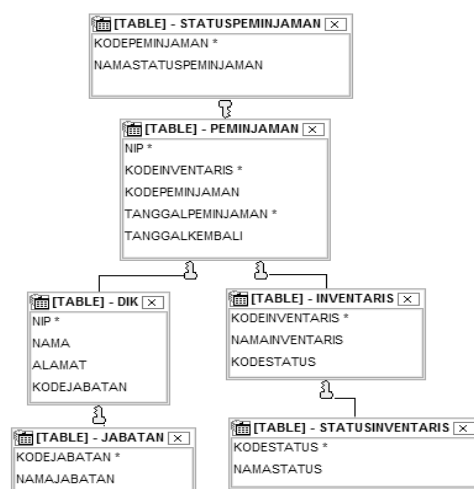 [TABLE] - STATUSPEMINJAMAN
KODEPEMINJAMAN *
NAMASTATUSPEMINJAMAN
[TABLE] - PEMINJAMAN
NIP *
KODEINVENTARIS *
KODEPEMINJAMAN
TANGGALPEMINJAMAN *
TANGGALKEMBALI
[TABLE] - DIK
NIP *
NAMA
ALAMAT
KODEJABATAN
[TABLE] - INVENTARIS
KODEINVENTARIS *
NAMAINVENTARIS
KODESTATUS
[TABLE] - JABATAN
KODEJABATAN *
NAMAJABATAN
[TABLE] - STATUSINVENTARIS
KODESTATUS *
NAMASTATUS